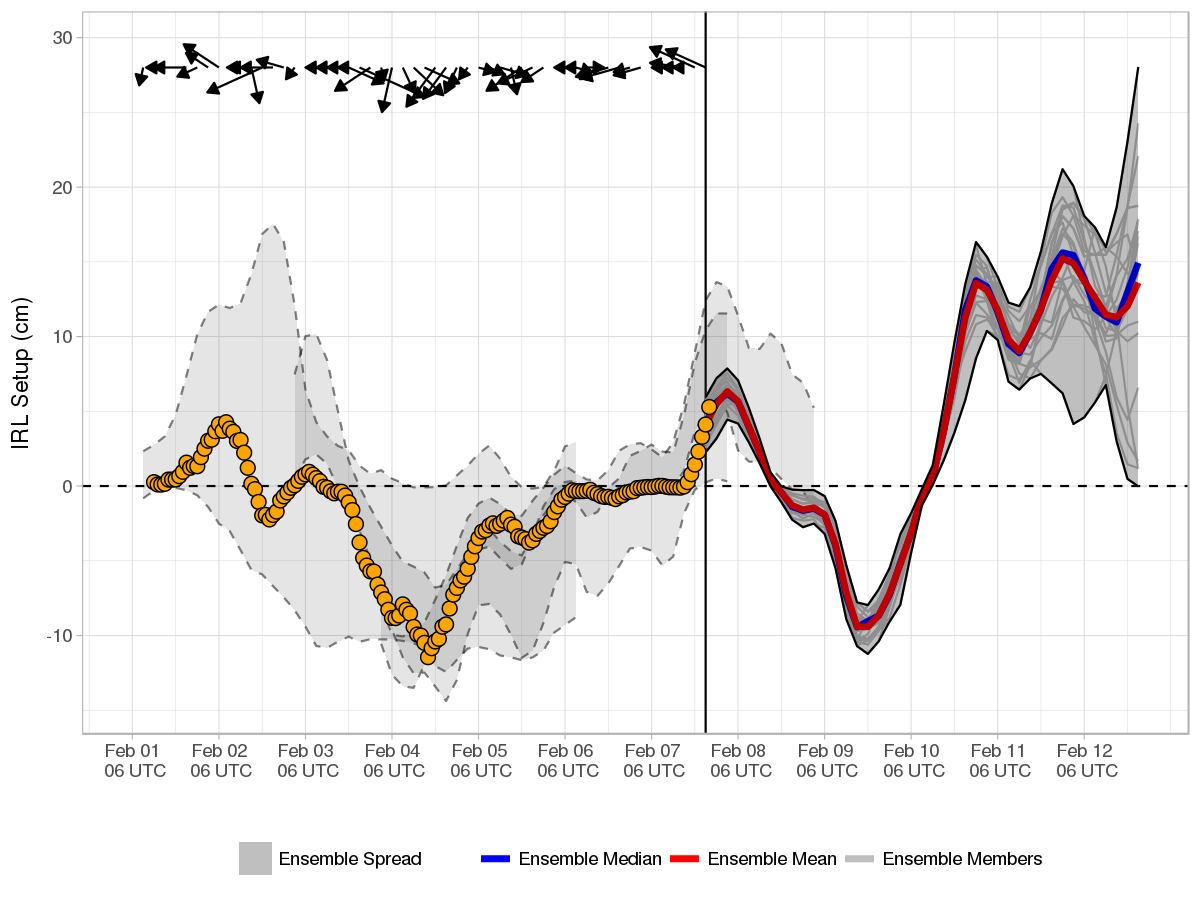 IRL Setup (cm)
30
20
10
0
-10
Feb 01 Feb 02 Feb 03 Feb 04 Feb 05 Feb 06 Feb 07 Feb 08 Feb 09 Feb 10 Feb 11 Feb 12
06 UTC 06 UTC 06 UTC 06 UTC 06 UTC 06 UTC 06 UTC 06 UTC 06 UTC 06 UTC 06 UTC 06 UTC
Ensemble Spread Ensemble Median Ensemble Mean Ensemble Members